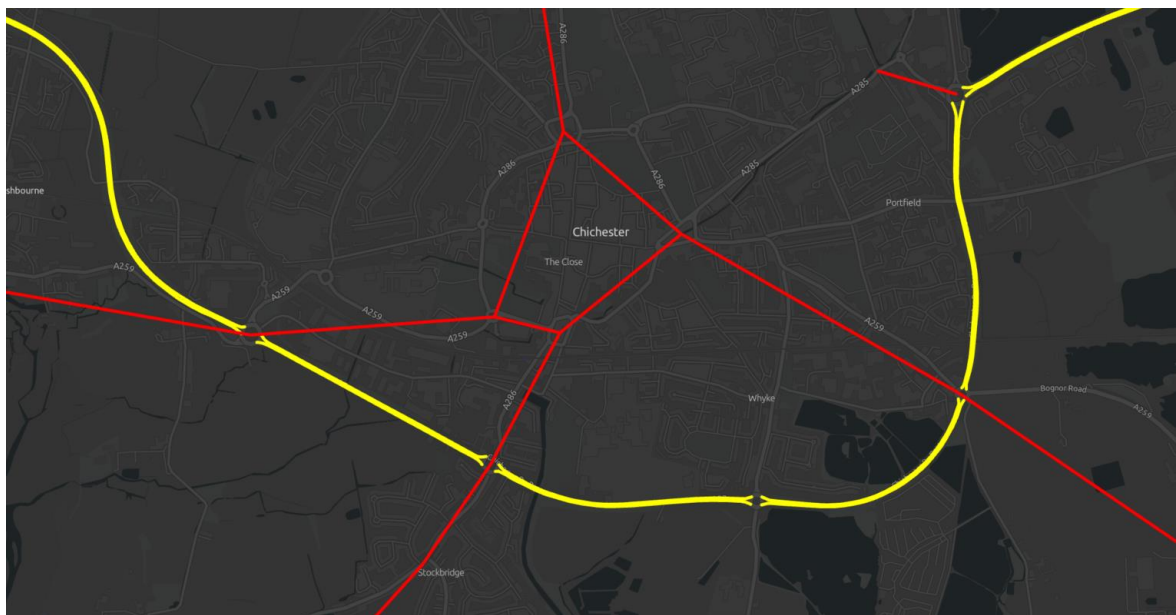 A286
A285
shbourne
A286
A286
A285
Portfield
Chichester
The Close
A259
A259
A259
A259
A259
A286
Whyke
Bognor Road
A259
Stockbridge